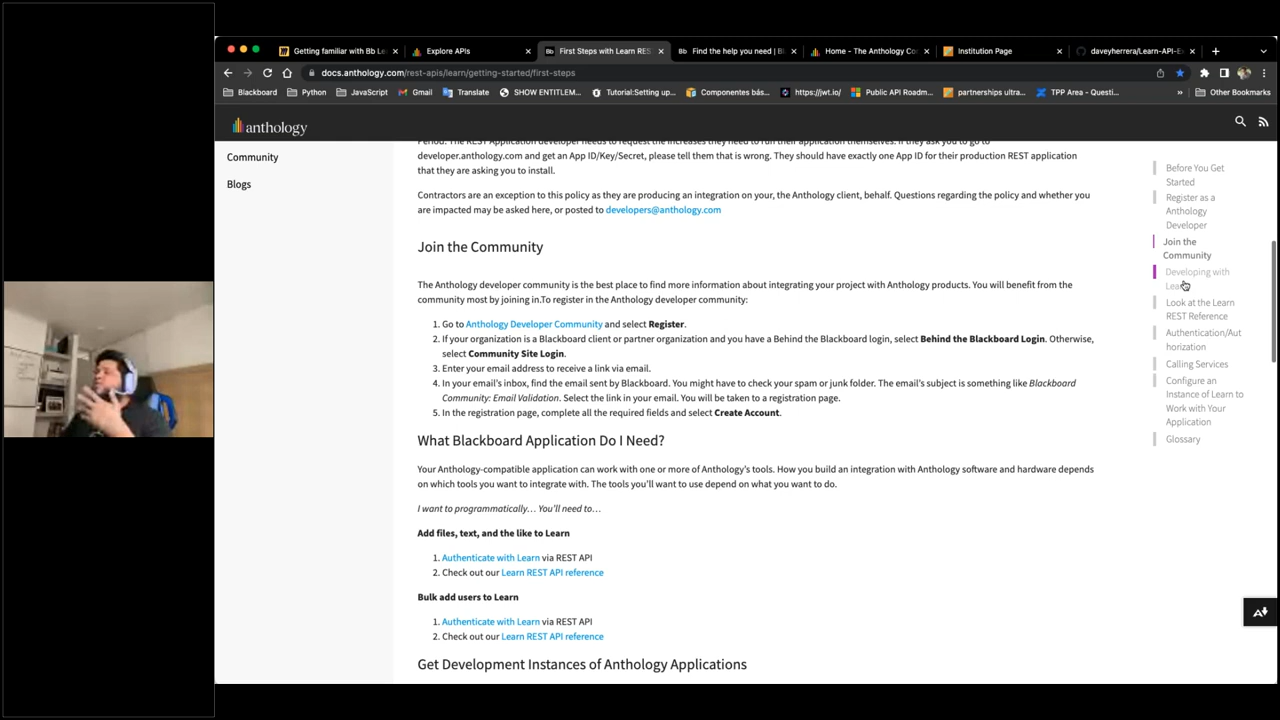 Getting familiar with Bb Le
Explore APIs
First Steps with Learn REST
Find the help you need | B
Home - The Anthology Co
Institution Page
daveyherrera/Learn-API-E
docs.anthology.com/rest-apis/learn/getting-started/first-steps
Blackboard
Python
JavaScript
Gmail
Translate
SHOW ENTITLEM...
Tutorial:Setting up...
Componentes bás...
https://jwt.io/
Public API Roadm...
partnerships ultra...
TPP Area - Questi...
Other Bookmarks
anthology
Community
Blogs
Period. The REST Application developer needs to request the increases they need to run their application themselves. If they ask you to go to
developer.anthology.com and get an App ID/Key/Secret, please tell them that is wrong. They should have exactly one App ID for their production REST application
that they are asking you to install.
Contractors are an exception to this policy as they are producing an integration on your, the Anthology client, behalf. Questions regarding the policy and whether you
are impacted may be asked here, or posted to developers@anthology.com
Join the Community
The Anthology developer community is the best place to find more information about integrating your project with Anthology products. You will benefit from the
community most by joining in.To register in the Anthology developer community:
1. Go to Anthology Developer Community and select Register.
2. If your organization is a Blackboard client or partner organization and you have a Behind the Blackboard login, select Behind the Blackboard Login. Otherwise,
select Community Site Login.
3. Enter your email address to receive a link via email.
4. In your email's inbox, find the email sent by Blackboard. You might have to check your spam or junk folder. The email's subject is something like Blackboard
Community: Email Validation. Select the link in your email. You will be taken to a registration page.
5. In the registration page, complete all the required fields and select Create Account.
What Blackboard Application Do I Need?
Your Anthology-compatible application can work with one or more of Anthology's tools. How you build an integration with Anthology software and hardware depends
on which tools you want to integrate with. The tools you'll want to use depend on what you want to do.
I want to programmatically... You'll need to...
Add files, text, and the like to Learn
1. Authenticate with Learn via REST API
2. Check out our Learn REST API reference
Bulk add users to Learn
1. Authenticate with Learn via REST API
2. Check out our Learn REST API reference
Get Development Instances of Anthology Applications
Before You Get
Started
Register as a
Anthology
Developer
Join the
Community
Developing with
Look at the Learn
REST Reference
Authentication/Aut
horization
Calling Services
Configure an
Instance of Learn to
Work with Your
Application
Glossary